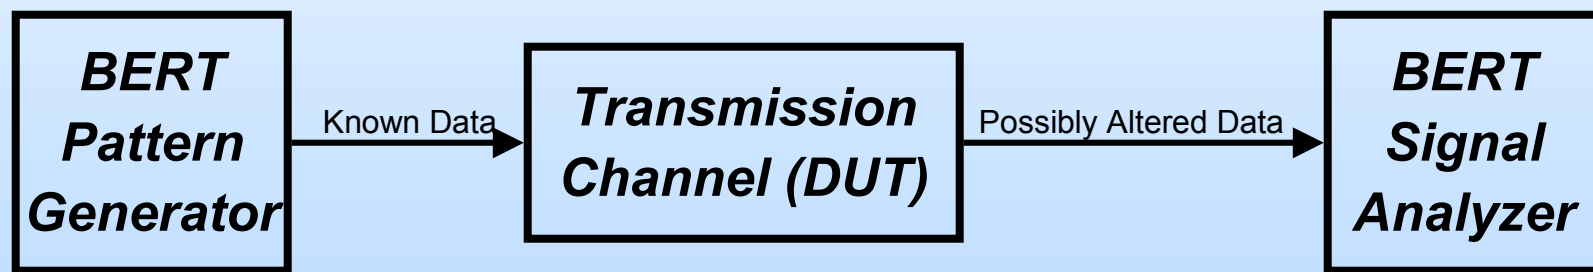 BERT
Pattern
Generator
Known Data
Transmission
Channel (DUT)
Possibly Altered Data
BERT
Signal
Analyzer